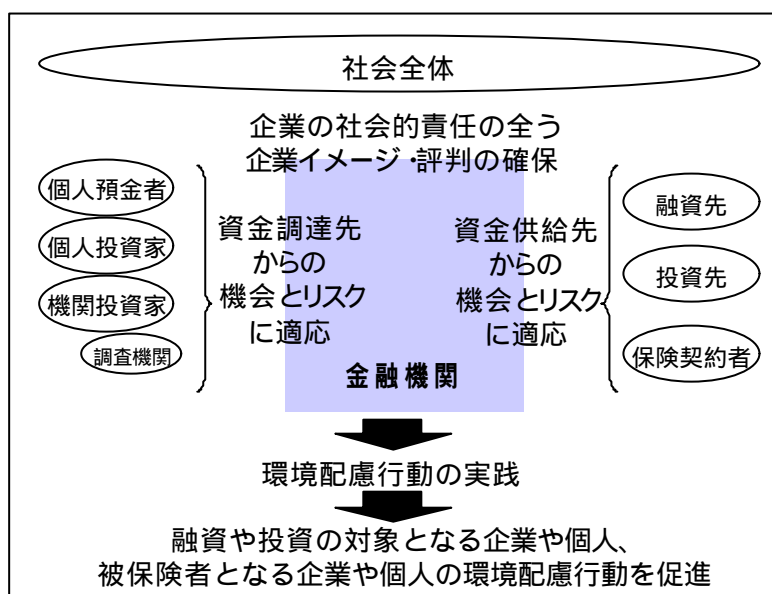 社会全体
企業の社会的責任の全う
企業イメージ・評判の確保
個人預金者
個人投資家
機関投資家
調査機関
資金調達先
からの
機会とリスク
に適応
資金供給先
からの
機会とリスク
に適応
融資先
投資先
保険契約者
金融機関
環境配慮行動の実践
融資や投資の対象となる企業や個人、
被保険者となる企業や個人の環境配慮行動を促進